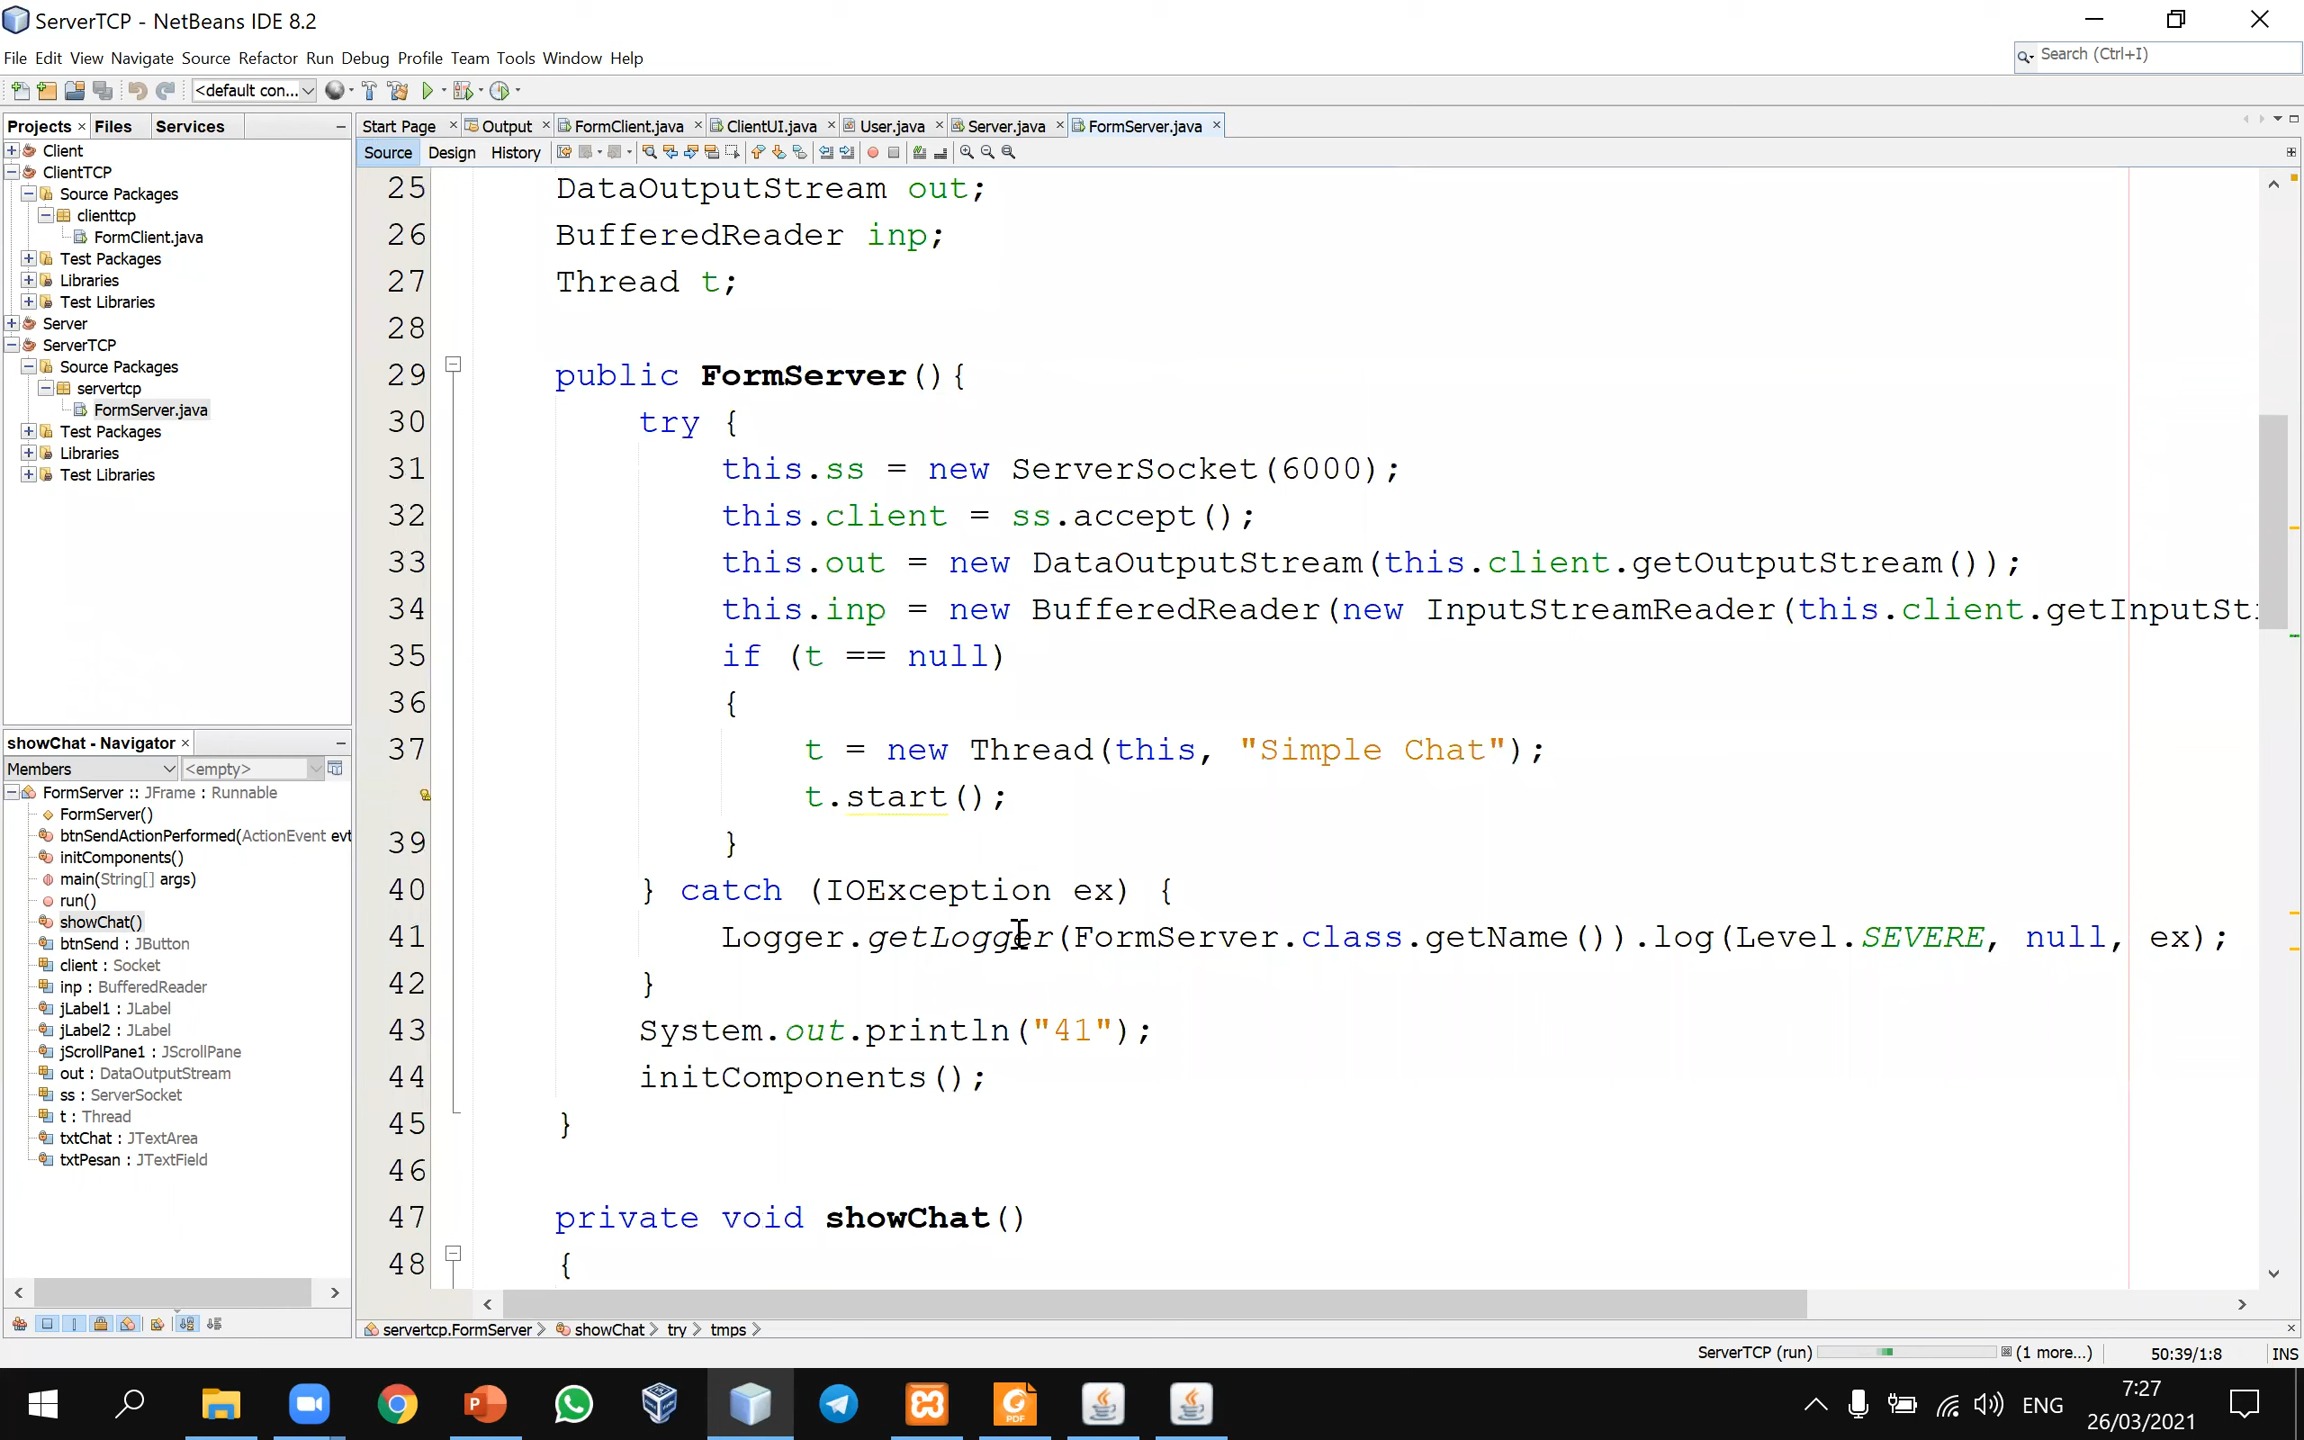 ServerTCP - NetBeans IDE 8.2
File Edit View Navigate Source Refactor Run Debug Profile Team Tools Window Help
Search (Ctrl+I)
<default con...
Projects Files Services
Start Page Output FormClient.java ClientUI.java User.java Server.java FormServer.java
Source Design History
Client
ClientTCP
Source Packages
clienttcp
FormClient.java
Test Packages
Libraries
Test Libraries
Server
ServerTCP
Source Packages
servertcp
FormServer.java
Test Packages
Libraries
Test Libraries
showChat - Navigator
Members <empty>
FormServer :: JFrame : Runnable
FormServer()
btnSendActionPerformed(ActionEvent evt
initComponents()
main(String[] args)
run()
showChat()
btnSend : JButton
client : Socket
inp : BufferedReader
jLabel1 : JLabel
jLabel2 : JLabel
jScrollPane1 : JScrollPane
out : DataOutputStream
ss : ServerSocket
t : Thread
txtChat : JTextArea
txtPesan : JTextField
25 DataOutputStream out;
26 BufferedReader inp;
27 Thread t;
28
29 public FormServer(){
30 try {
31 this.ss = new ServerSocket(6000);
32 this.client = ss.accept();
33 this.out = new DataOutputStream(this.client.getOutputStream());
34 this.inp = new BufferedReader(new InputStreamReader(this.client.getInputSt
35 if (t == null)
36 {
37 t = new Thread(this, "Simple Chat");
t.start();
39 }
40 } catch (IOException ex) {
41 Logger.getLogger(FormServer.class.getName()).log(Level.SEVERE, null, ex);
42 }
43 System.out.println("41");
44 initComponents();
45 }
46
47 private void showChat()
48 {
servertcp.FormServer showChat try tmps
ServerTCP (run) (1 more...) 50:39/1:8 INS
ENG
7:27
26/03/2021
PDF